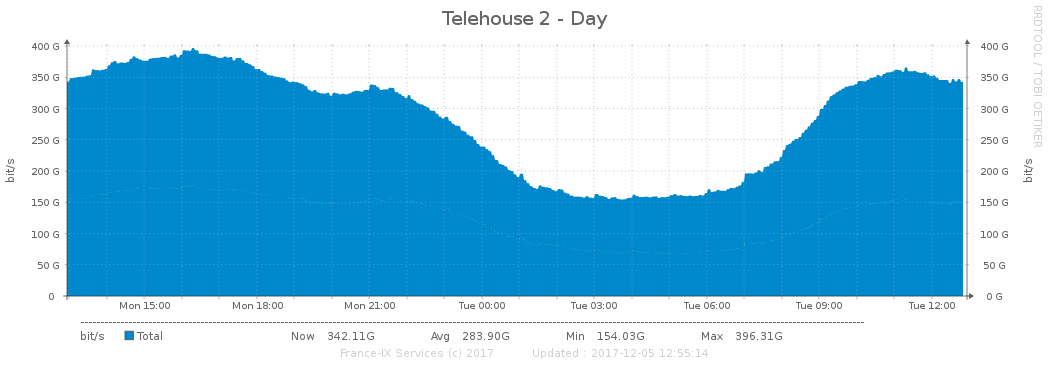 Telehouse 2 - Day
RRDTOOL / TOBI OETIKER
bit/s
400 G 400 G
350 G 350 G
300 G 300 G
250 G 250 G
200 G 200 G
150 G 150 G
100 G 100 G
50 G 50 G
0 0 G
bit/s
Mon 15:00 Mon 18:00 Mon 21:00 Tue 00:00 Tue 03:00 Tue 06:00 Tue 09:00 Tue 12:00
bit/s Total Now 342.11G Avg 283.90G Min 154.03G Max 396.31G
France-IX Services (c) 2017 Updated : 2017-12-05 12:55:14